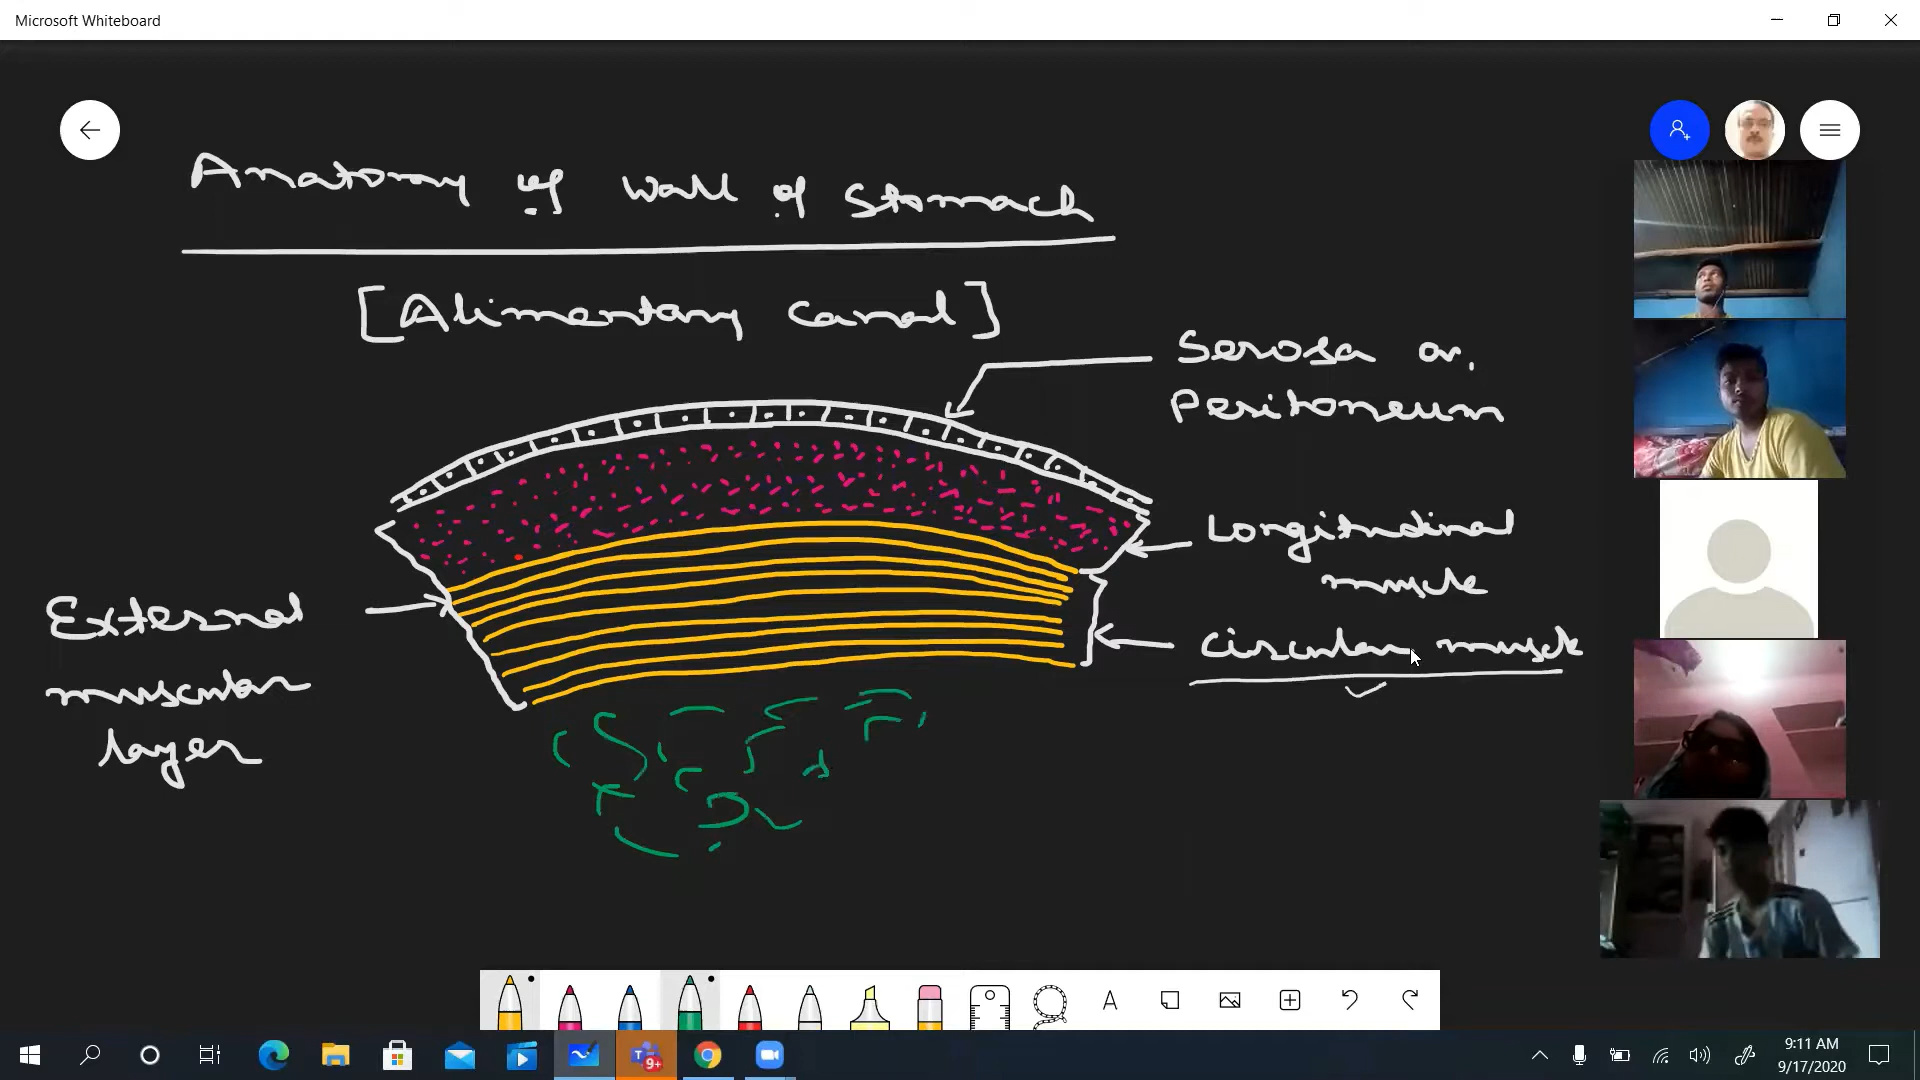 Microsoft Whiteboard
Anatomy of wall of stomach
[Alimentary canal]
Serosa or.
Peritoneum
Longitudinal
muscle
Circular muscle
External
muscular
layer
9+
9:11 AM
9/17/2020